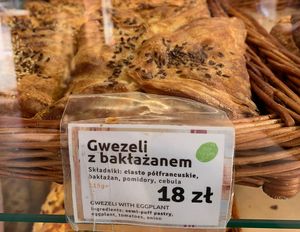 Gwezeli
z bakłażanem
Składniki: ciasto półfrancuskie,
bakłażan, pomidory, cebula
115g
18 zł
GWEZELI WITH EGGPLANT
Ingredients: semi-puff pastry,
eggplant, tomatoes, onion